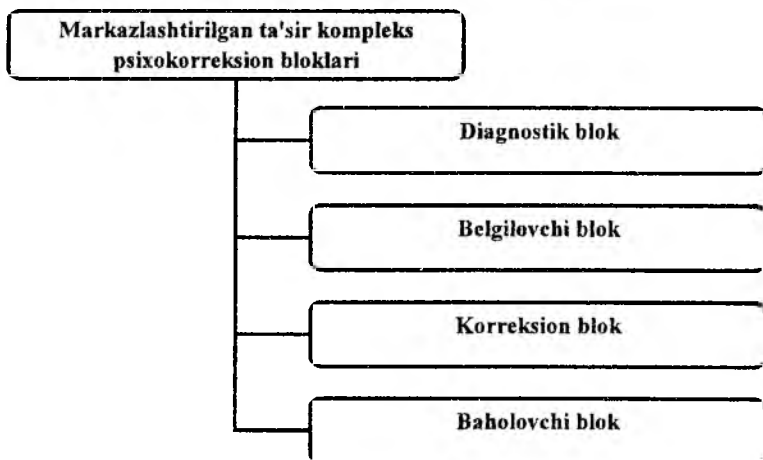 Markazlashtirilgan ta'sir kompleks
psixokorreksion bloklari
Diagnostik blok
Belgilovchi blok
Korreksion blok
Baholovchi blok